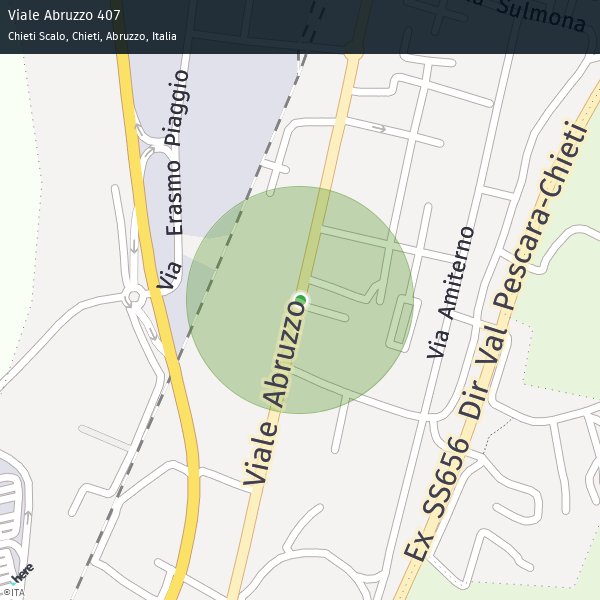 Viale Abruzzo 407
Chieti Scalo, Chieti, Abruzzo, Italia
Sulmona
Via Erasmo Piaggio
Ex SS656 Dir Val Pescara-Chieti
Via Amiterno
Viale Abruzzo
here
©ITA